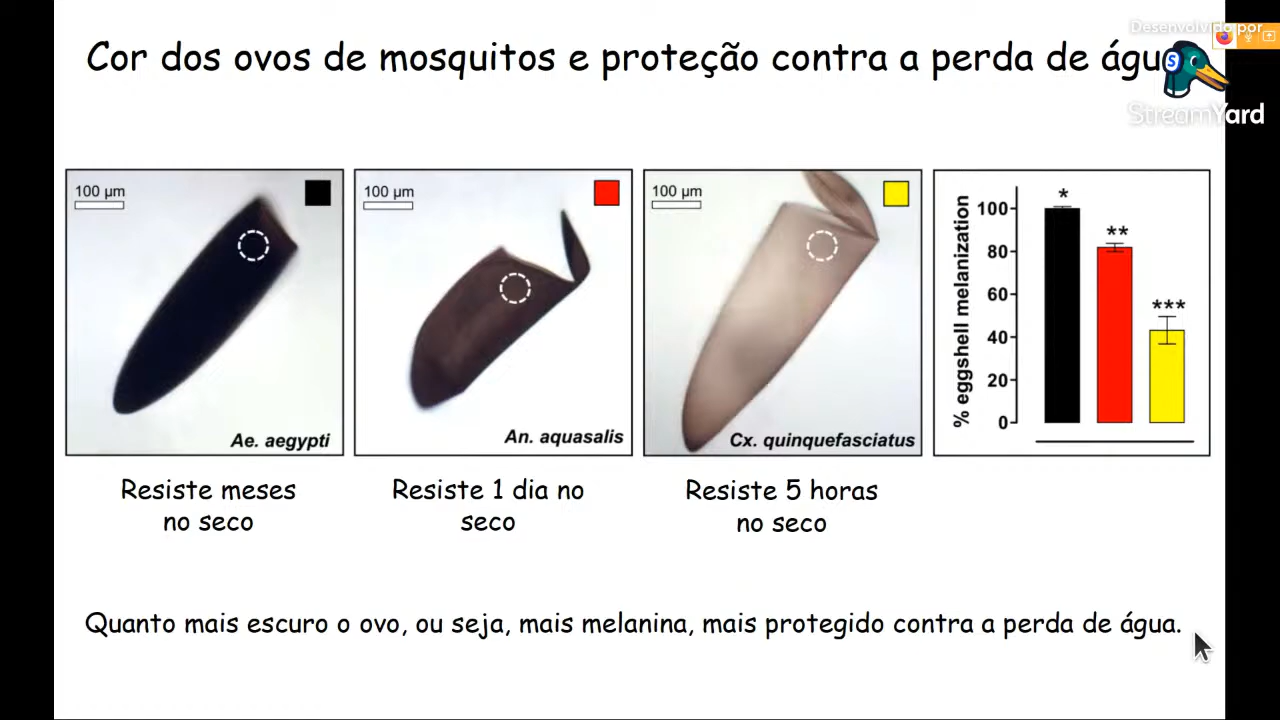 Cor dos ovos de mosquitos e proteção contra a perda de águ
Desenvolvido por
StreamYard
S
100 µm
Ae. aegypti
100 µm
An. aquasalis
100 µm
Cx. quinquefasciatus
% eggshell melanization
100
80
60
40
20
0
*
**
***
Resiste meses
no seco
Resiste 1 dia no
seco
Resiste 5 horas
no seco
Quanto mais escuro o ovo, ou seja, mais melanina, mais protegido contra a perda de água.